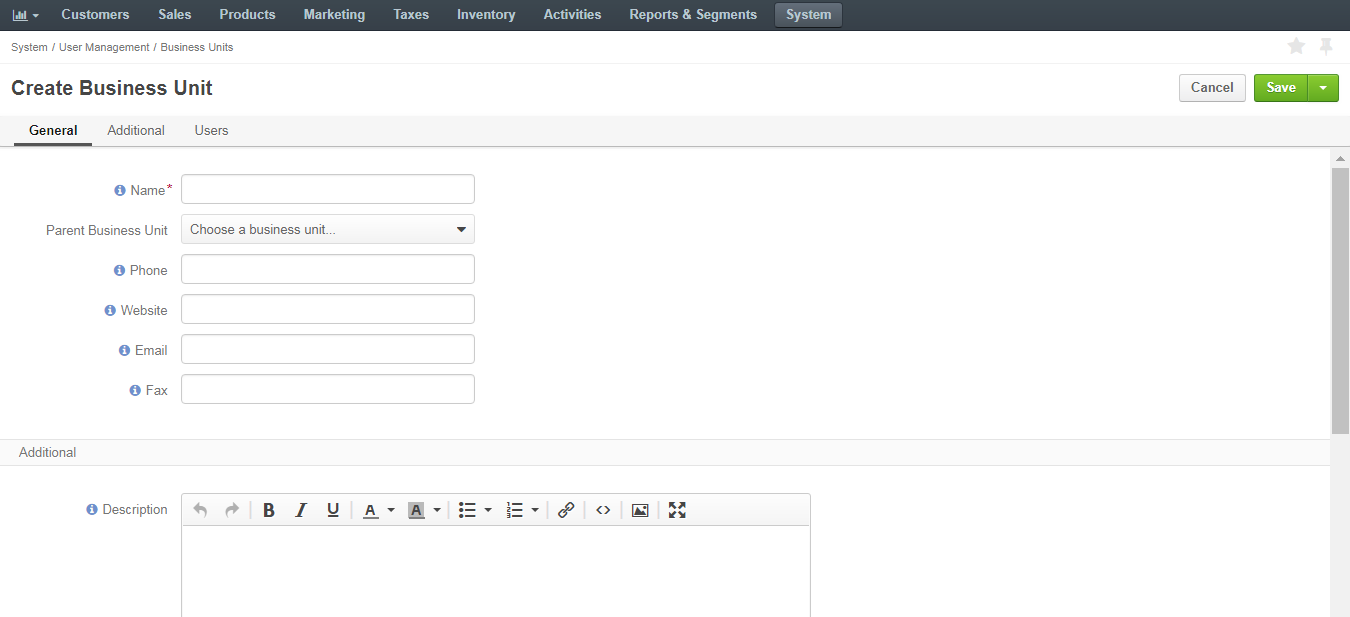 Customers Sales Products Marketing Taxes Inventory Activities Reports & Segments System
System / User Management / Business Units
Create Business Unit
Cancel Save
General Additional Users
Name*
Parent Business Unit Choose a business unit...
Phone
Website
Email
Fax
Additional
Description B I U A A